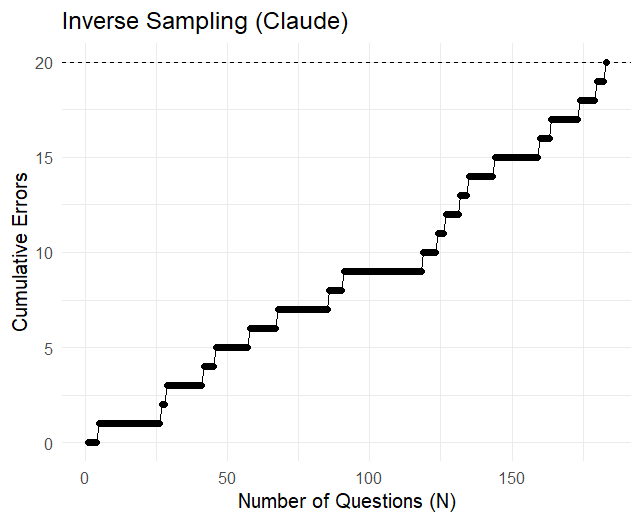 Inverse Sampling (Claude)
20
15
10
5
0
Cumulative Errors
0 50 100 150
Number of Questions (N)